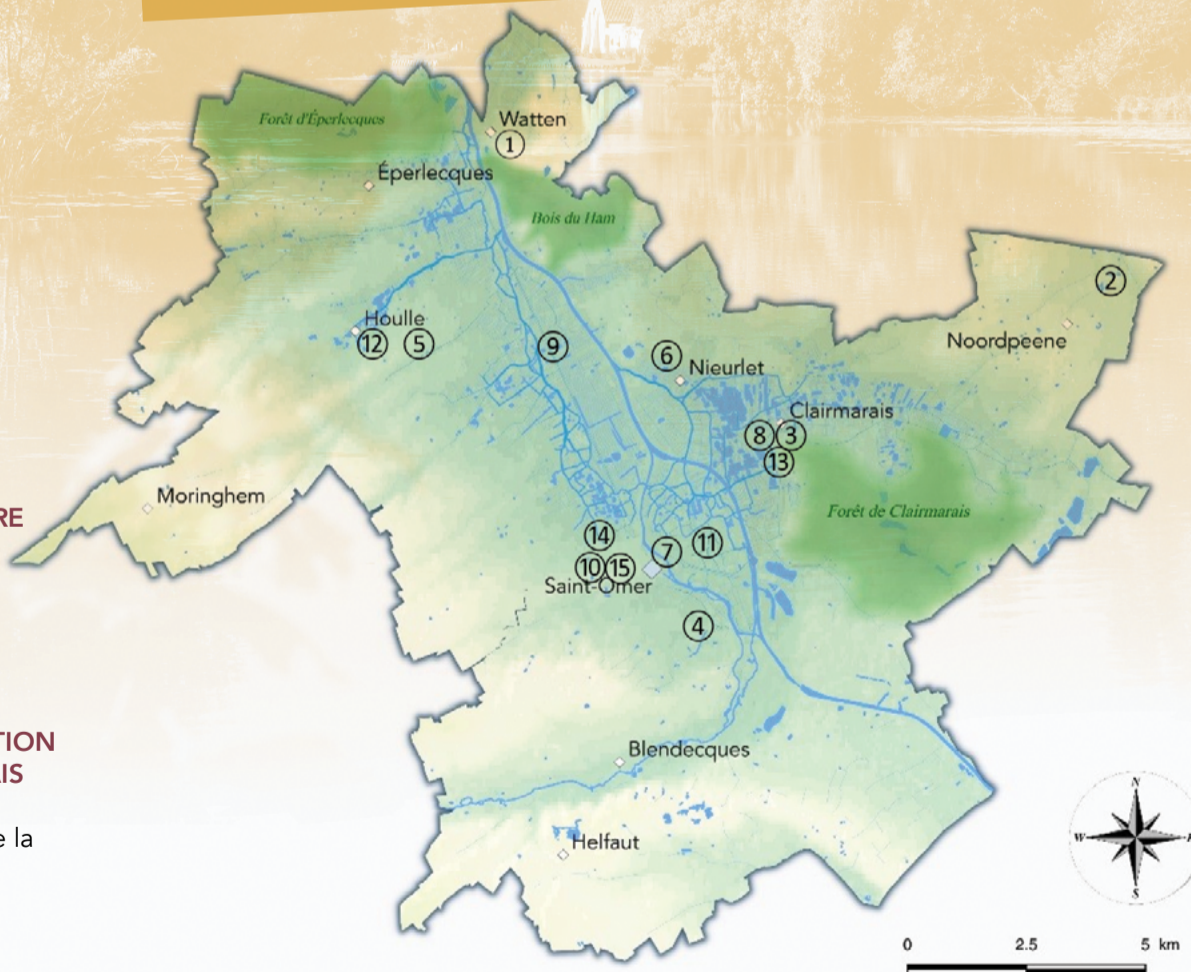 Forêt d'Éperlecques
Watten
1
Éperlecques
Bois du Ham
2
Houlle
12 5
9
6
Nieurlet
Noordpeene
Clairmarais
8 3
13
Moringhem
RE
Forêt de Clairmarais
14
7
11
10 15
Saint-Omer
4
TION
AIS
Blendecques
e la
Helfaut
N
W
S
0 2.5 5 km